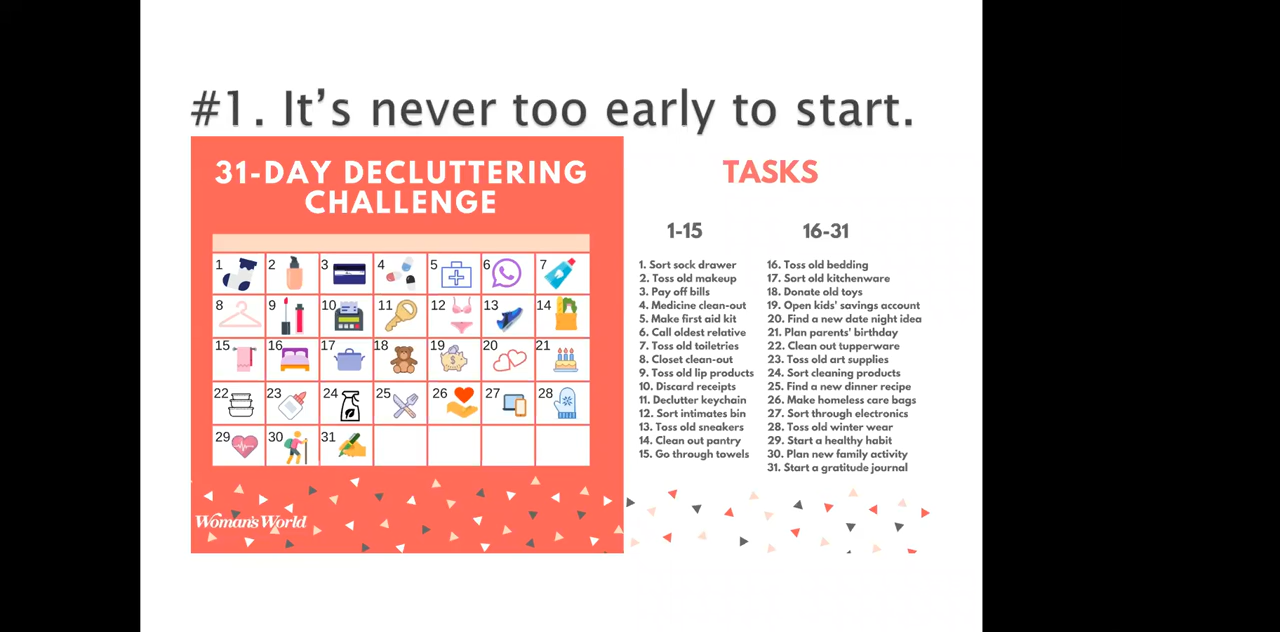 #1. It's never too early to start.
31-DAY DECLUTTERING
CHALLENGE
1 2 3 4 5 6 7
8 9 10 11 12 13 14
15 16 17 18 19 20 21
22 23 24 25 26 27 28
29 30 31
Woman's World
TASKS
1-15
1. Sort sock drawer
2. Toss old makeup
3. Pay off bills
4. Medicine clean-out
5. Make first aid kit
6. Call oldest relative
7. Toss old toiletries
8. Closet clean-out
9. Toss old lip products
10. Discard receipts
11. Declutter keychain
12. Sort intimates bin
13. Toss old sneakers
14. Clean out pantry
15. Go through towels
16-31
16. Toss old bedding
17. Sort old kitchenware
18. Donate old toys
19. Open kids' savings account
20. Find a new date night idea
21. Plan parents' birthday
22. Clean out tupperware
23. Toss old art supplies
24. Sort cleaning products
25. Find a new dinner recipe
26. Make homeless care bags
27. Sort through electronics
28. Toss old winter wear
29. Start a healthy habit
30. Plan new family activity
31. Start a gratitude journal